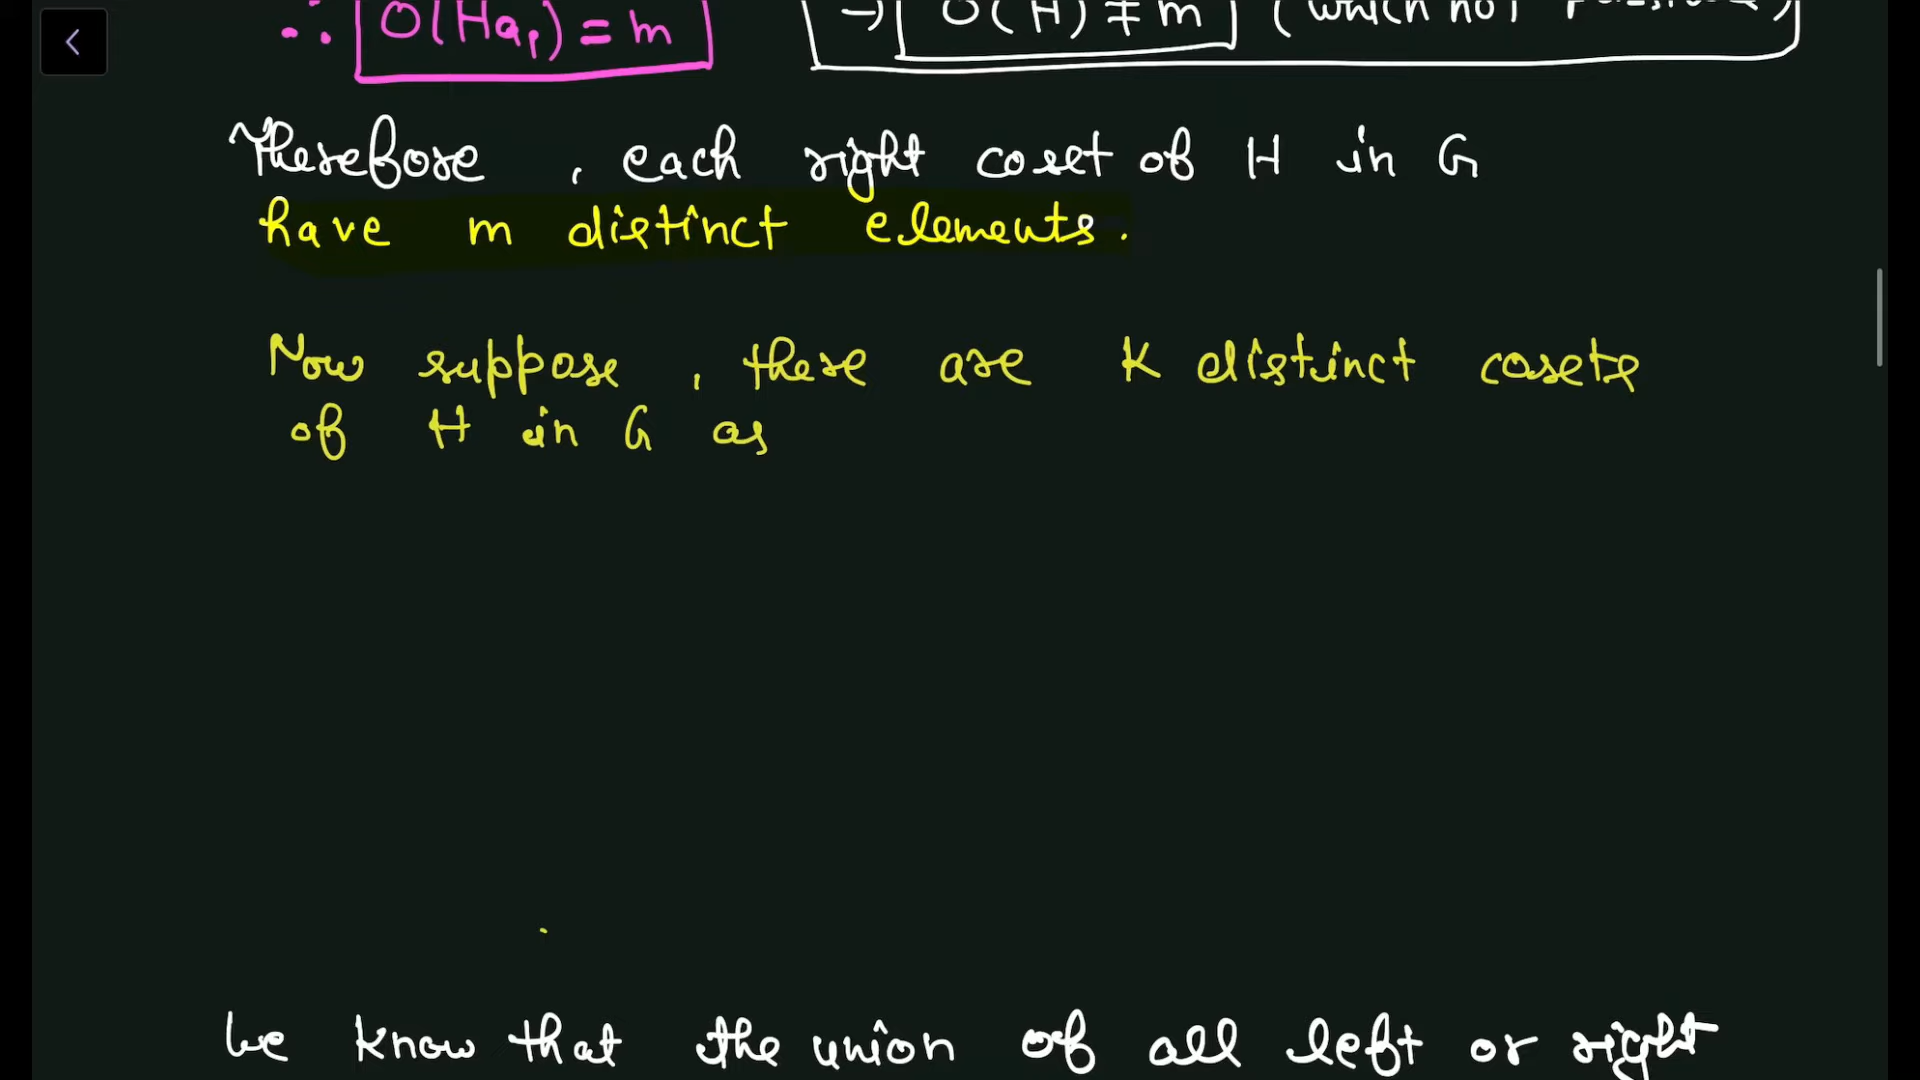 ∴ O(Ha₁) = m → O(H) ≠ m (which not
Therefore , each right coset of H in G
have m distinct elements.
Now suppose , there are K distinct cosets
of H in G as
We know that the union of all left or right